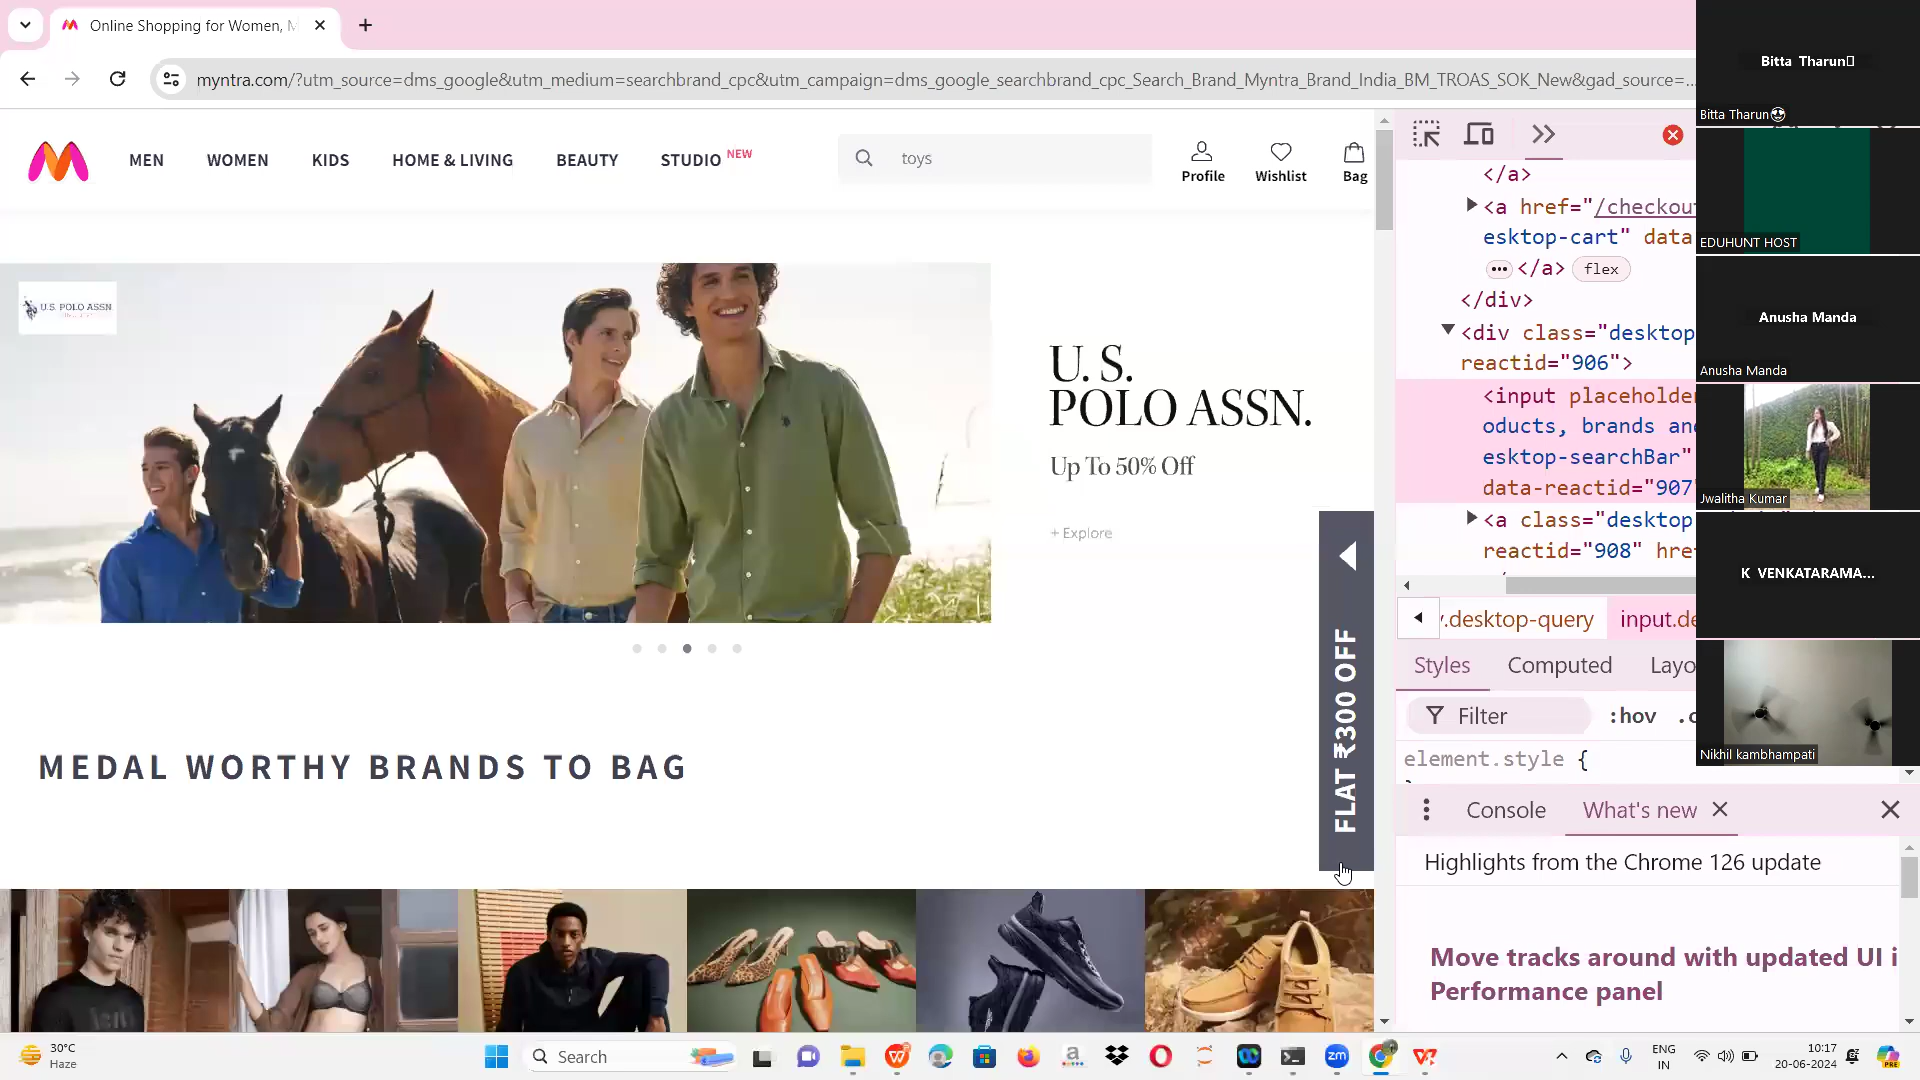 Online Shopping for Women, M
myntra.com/?utm_source=dms_google&utm_medium=searchbrand_cpc&utm_campaign=dms_google_searchbrand_cpc_Search_Brand_Myntra_Brand_India_BM_TROAS_SOK_New&gad_source=...
MEN WOMEN KIDS HOME & LIVING BEAUTY STUDIO NEW
toys
Profile Wishlist Bag
U.S. POLO ASSN.
U. S.
POLO ASSN.
Up To 50% Off
+ Explore
FLAT ₹300 OFF
MEDAL WORTHY BRANDS TO BAG
</a>
<a href="/checkout
esktop-cart" data
</a> flex
</div>
<div class="desktop
reactid="906">
<input placeholder
oducts, brands and
esktop-searchBar"
data-reactid="907"
<a class="desktop
reactid="908" href
.desktop-query input.de
Styles Computed Layo
Filter :hov .c
element.style {
Console What's new
Highlights from the Chrome 126 update
Move tracks around with updated UI i
Performance panel
Bitta Tharun
Bitta Tharun
EDUHUNT HOST
Anusha Manda
Anusha Manda
Jwalitha Kumar
K VENKATARAMA...
Nikhil kambhampati
30°C
Haze
Search
ENG
IN
10:17
20-06-2024